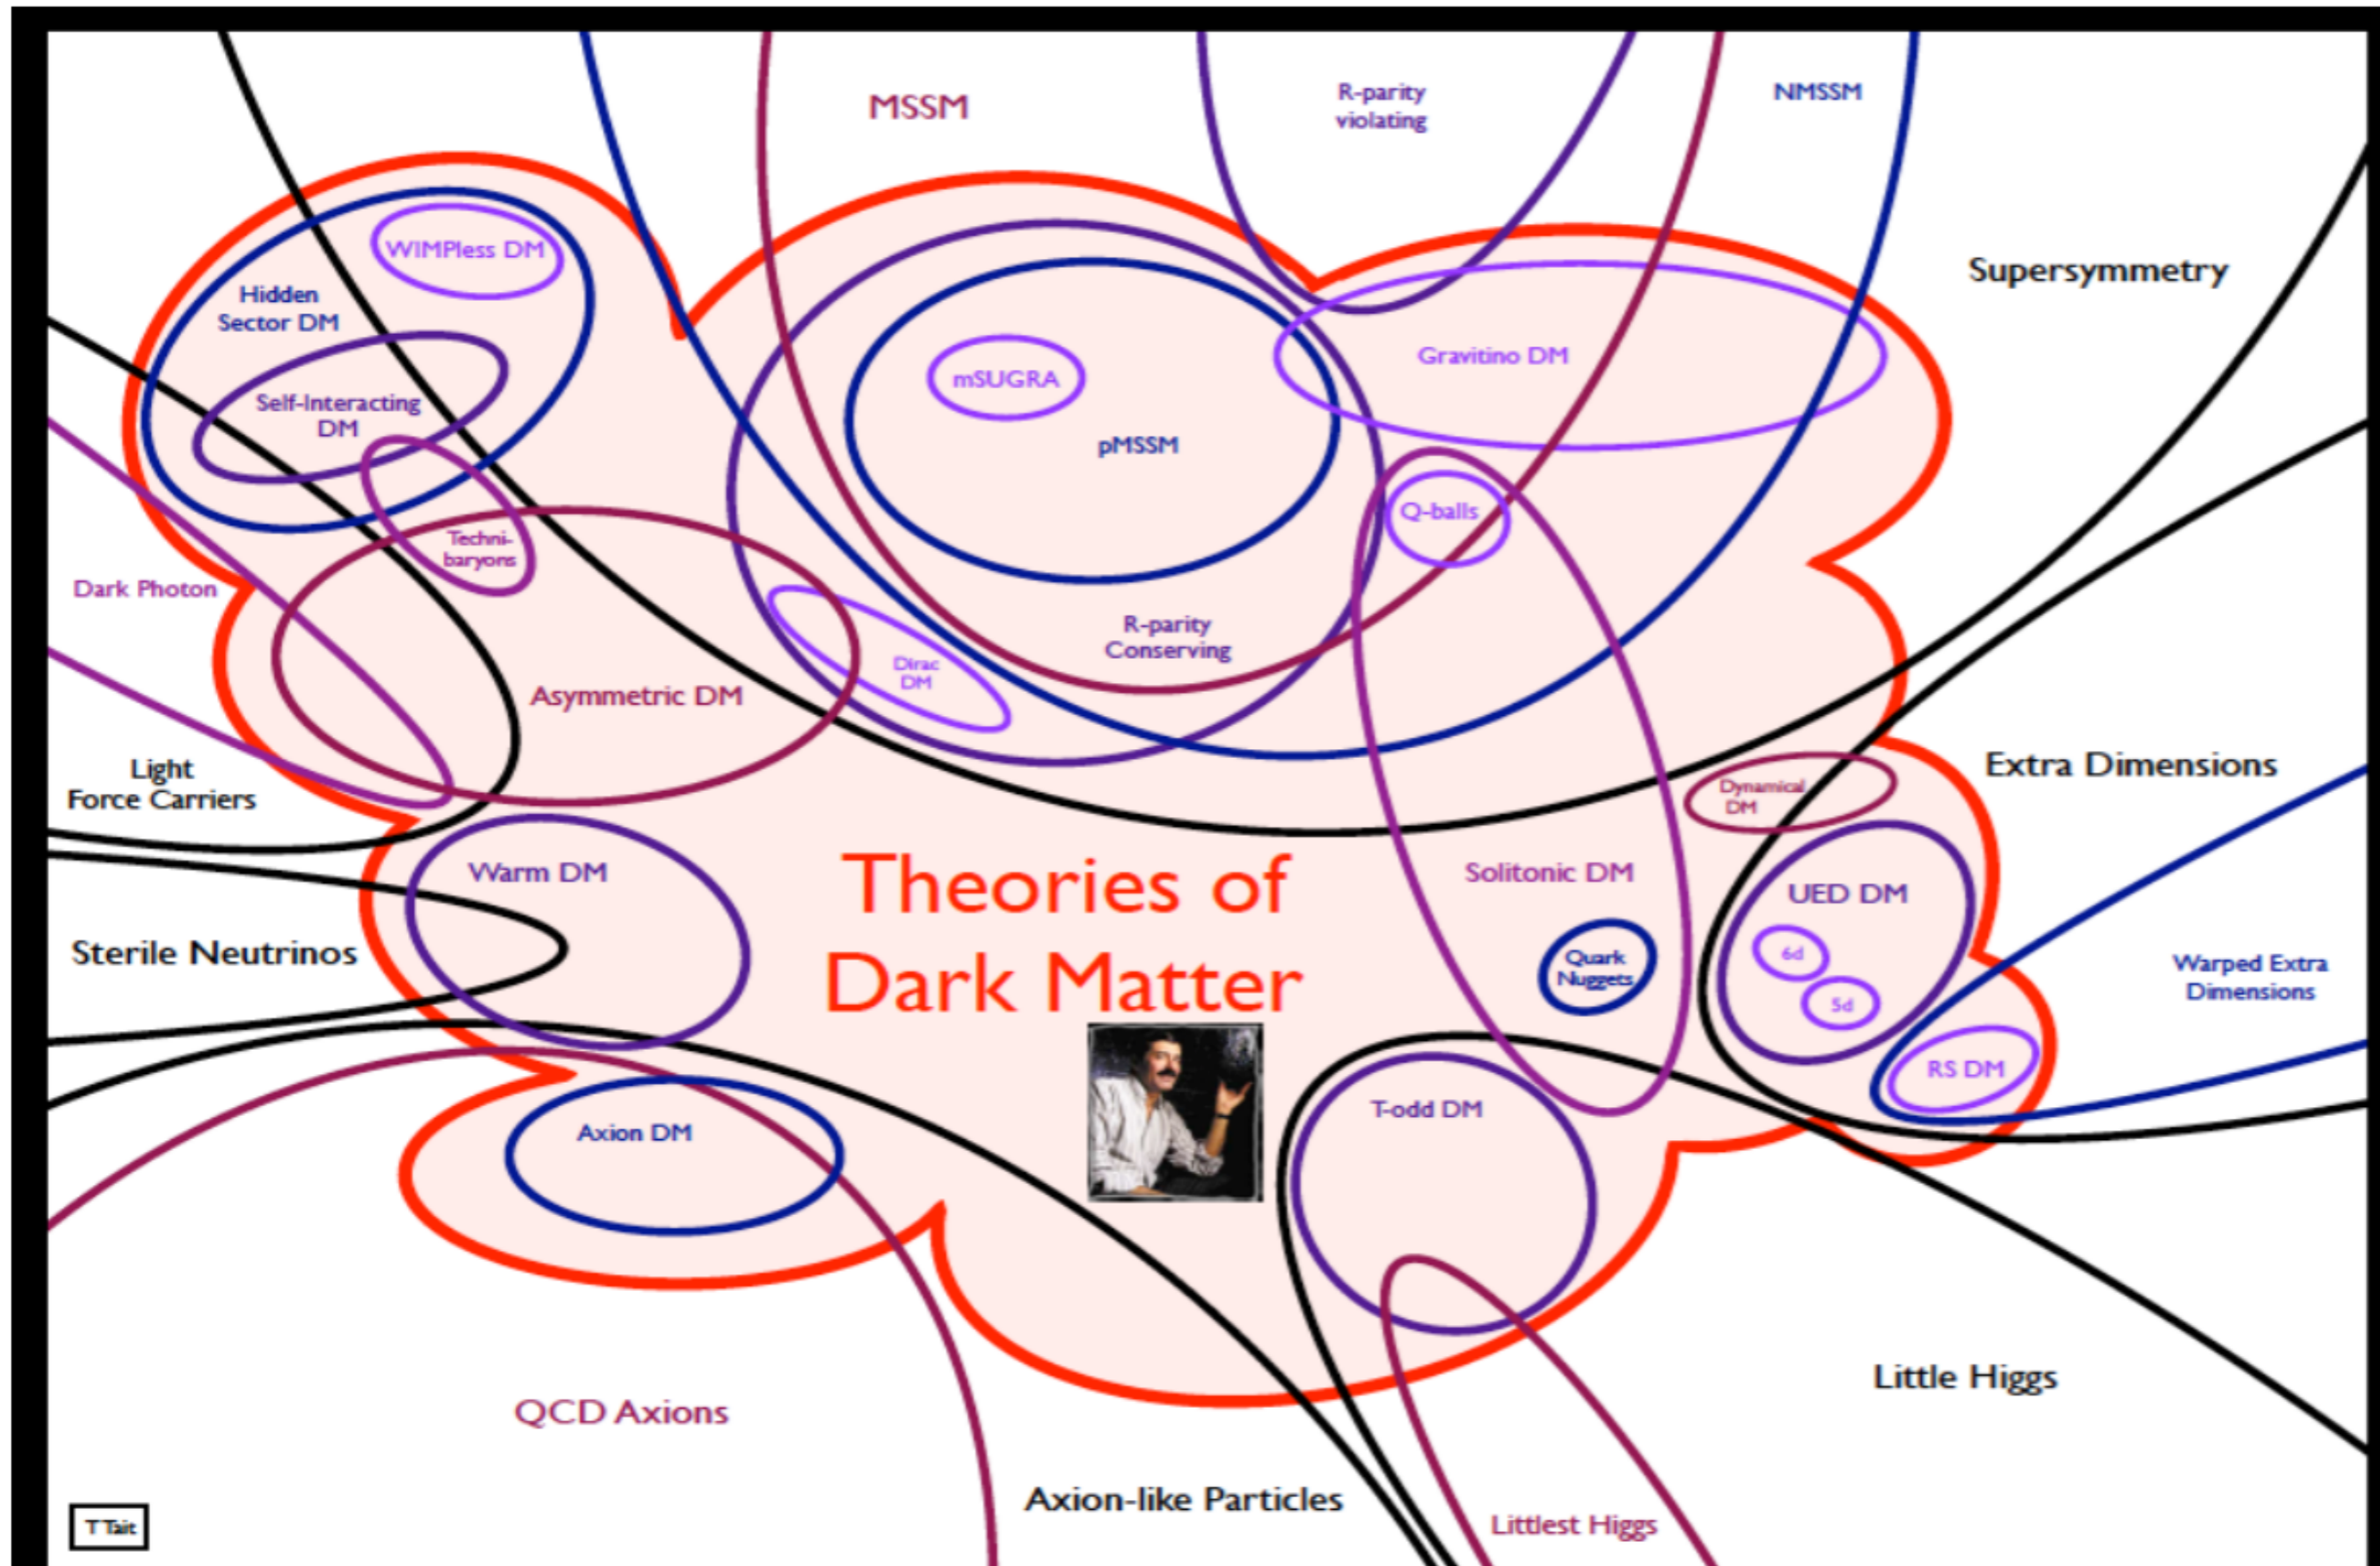 MSSM
R-parity
violating
NMSSM
Supersymmetry
WIMPless DM
Hidden
Sector DM
Self-Interacting
DM
mSUGRA
pMSSM
Gravitino DM
Q-balls
Techni-
baryons
Dark Photon
R-parity
Conserving
Dirac
DM
Asymmetric DM
Light
Force Carriers
Extra Dimensions
Dynamical
DM
Warm DM
Theories of
Dark Matter
Solitonic DM
UED DM
Sterile Neutrinos
Quark
Nuggets
6d
5d
Warped Extra
Dimensions
RS DM
Axion DM
T-odd DM
Little Higgs
QCD Axions
Axion-like Particles
Littlest Higgs
T Tait